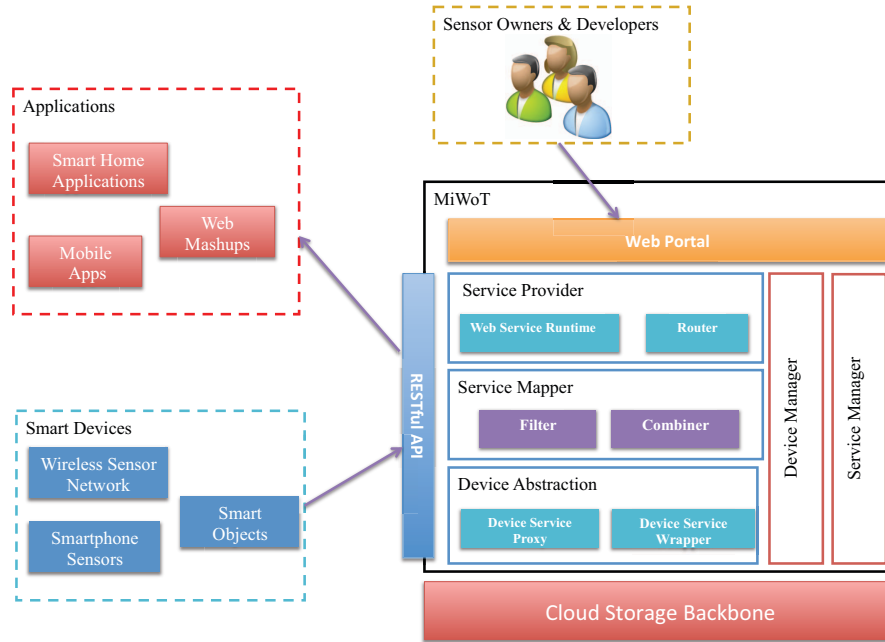 Sensor Owners & Developers
Applications
Smart Home
Applications
Web
Mashups
Mobile
Apps
MiWoT
Web Portal
RESTful API
Service Provider
Web Service Runtime
Router
Service Mapper
Filter
Combiner
Device Abstraction
Device Service
Proxy
Device Service
Wrapper
Device Manager
Service Manager
Smart Devices
Wireless Sensor
Network
Smart
Objects
Smartphone
Sensors
Cloud Storage Backbone